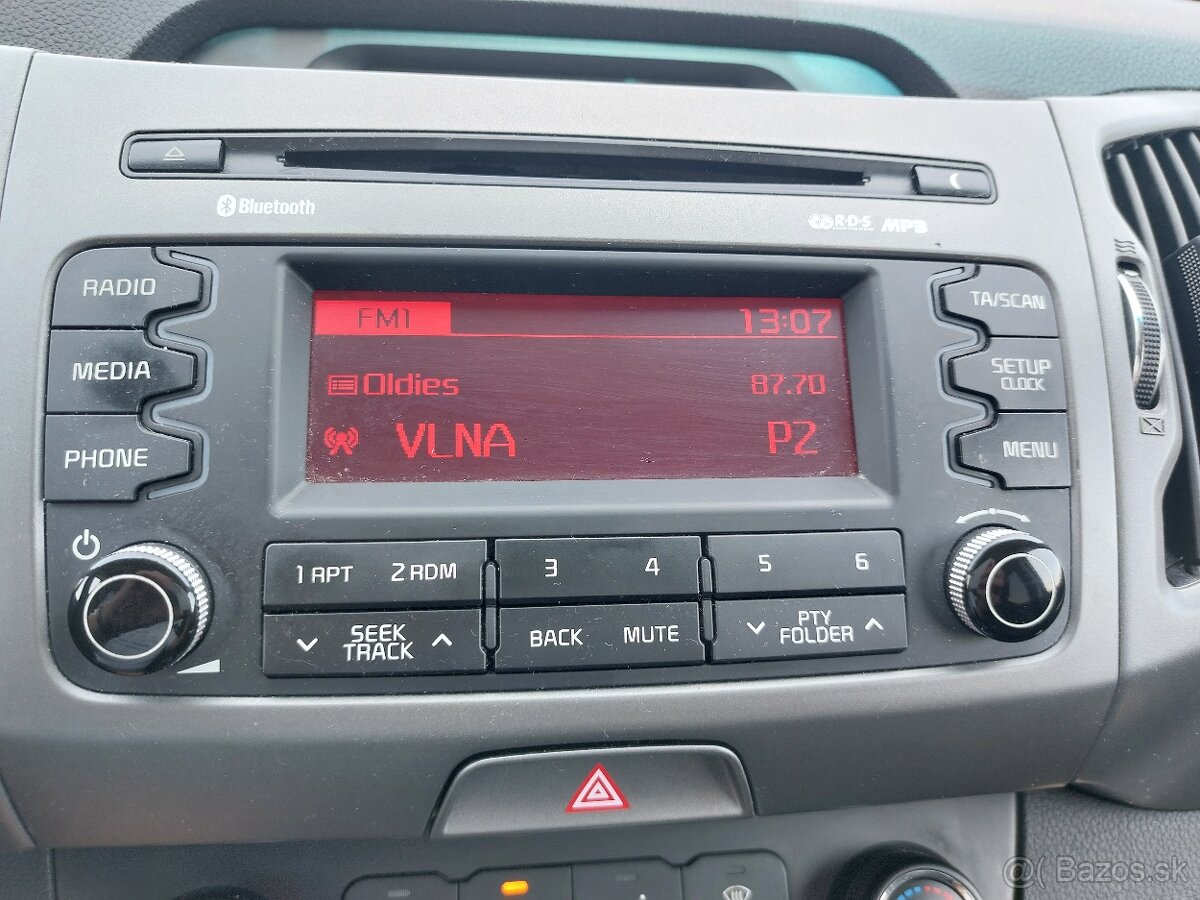 Bluetooth
R·D·S
MP3
RADIO
MEDIA
PHONE
FM1 13:07
Oldies 87.70
VLNA P2
TA/SCAN
SETUP
CLOCK
MENU
1 RPT 2 RDM 3 4 5 6
SEEK
TRACK
BACK MUTE
PTY
FOLDER
Bazos.sk